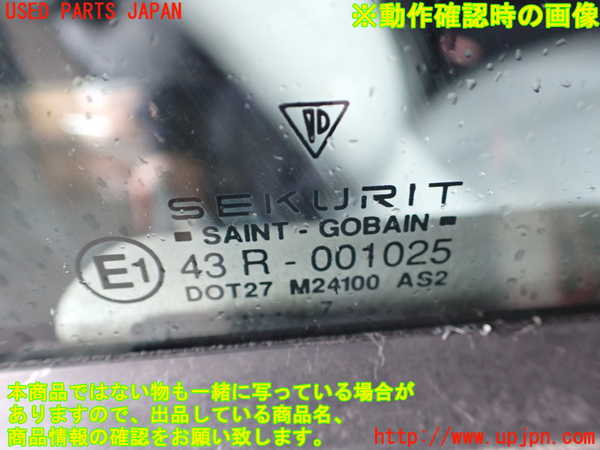 USED PARTS JAPAN
※動作確認時の画像
SEKURIT
SAINT-GOBAIN
E1
43 R - 001025
DOT27 M24100 AS2
7
本商品ではない物も一緒に写っている場合が
ありますので、出品している商品名、
商品情報の確認をお願い致します。
http://www.upjpn.com/